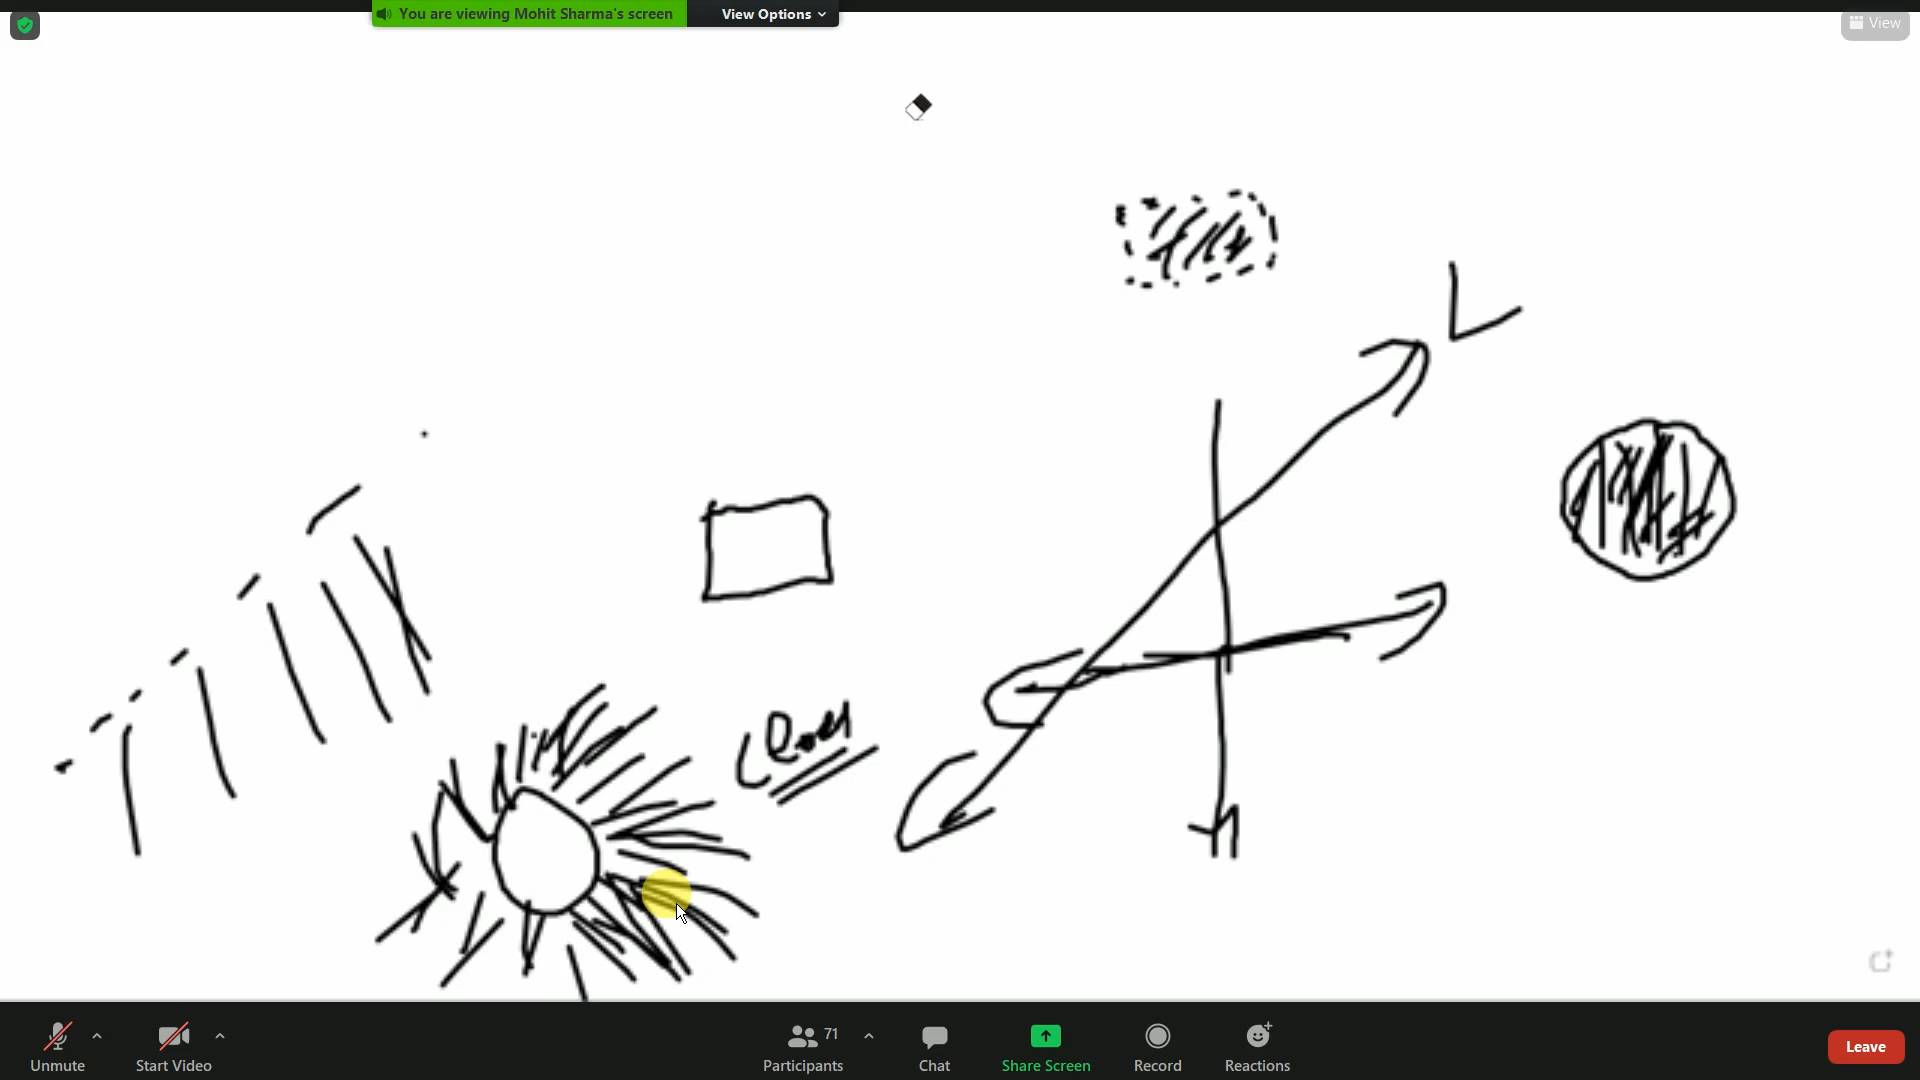 You are viewing Mohit Sharma's screen
View Options
View
L
Unmute
Start Video
71
Participants
Chat
Share Screen
Record
Reactions
Leave